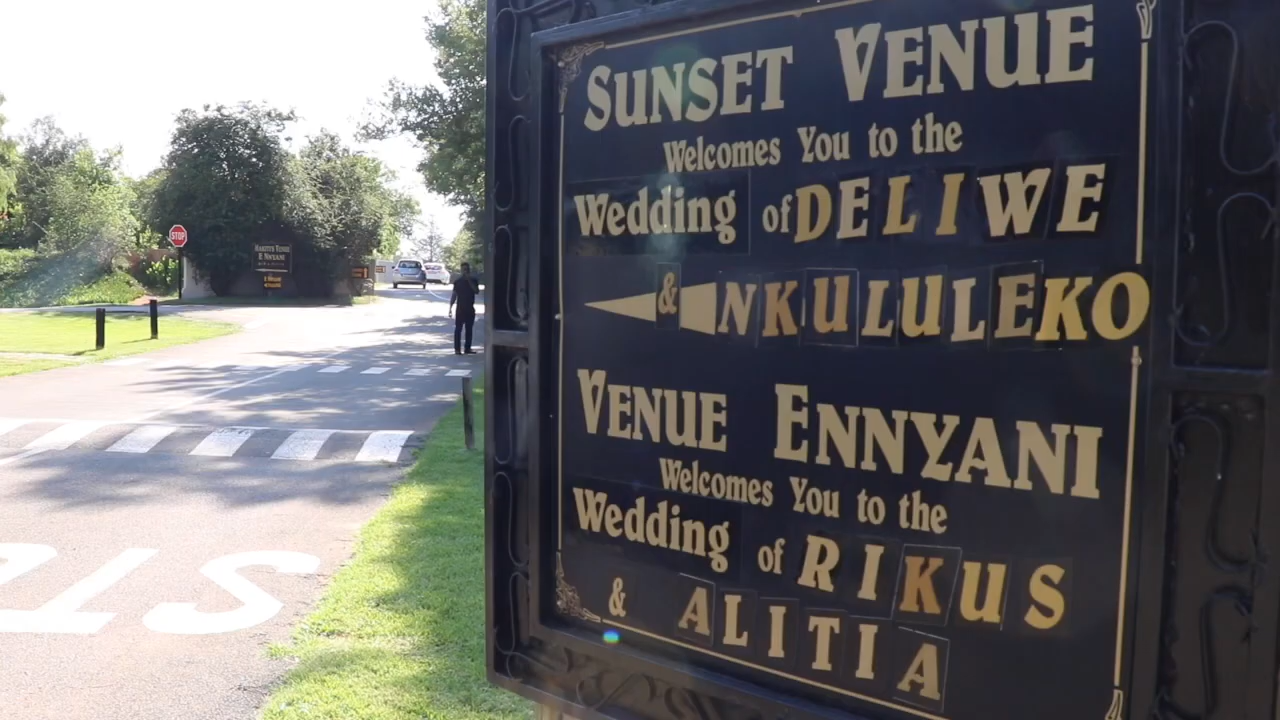 SUNSET VENUE
Welcomes You to the
Wedding of DELIWE
& NKULULEKO
VENUE ENNYANI
Welcomes You to the
Wedding of RIKUS
& ALITIA
STOP
ST